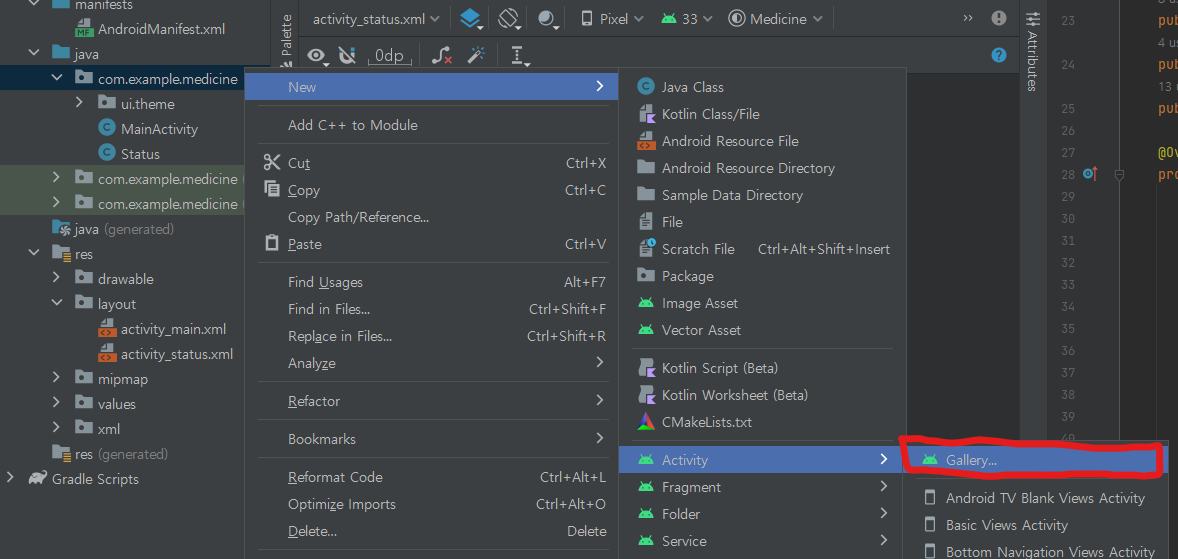 manifests
AndroidManifest.xml
java
com.example.medicine
ui.theme
MainActivity
Status
com.example.medicine
com.example.medicine
java (generated)
res
drawable
layout
activity_main.xml
activity_status.xml
mipmap
values
xml
res (generated)
Gradle Scripts
Palette
activity_status.xml
Pixel
33
Medicine
0dp
Attributes
New
Add C++ to Module
Cut Ctrl+X
Copy Ctrl+C
Copy Path/Reference...
Paste Ctrl+V
Find Usages Alt+F7
Find in Files... Ctrl+Shift+F
Replace in Files... Ctrl+Shift+R
Analyze
Refactor
Bookmarks
Reformat Code Ctrl+Alt+L
Optimize Imports Ctrl+Alt+O
Delete... Delete
Java Class
Kotlin Class/File
Android Resource File
Android Resource Directory
Sample Data Directory
File
Scratch File Ctrl+Alt+Shift+Insert
Package
Image Asset
Vector Asset
Kotlin Script (Beta)
Kotlin Worksheet (Beta)
CMakeLists.txt
Activity
Fragment
Folder
Service
Gallery...
Android TV Blank Views Activity
Basic Views Activity
Bottom Navigation Views Activity
23 pu
4 us
24 pu
13 u
25 pu
26
27 @Ov
28 pro
29
30
31
32
33
34
35
36
37
38
39